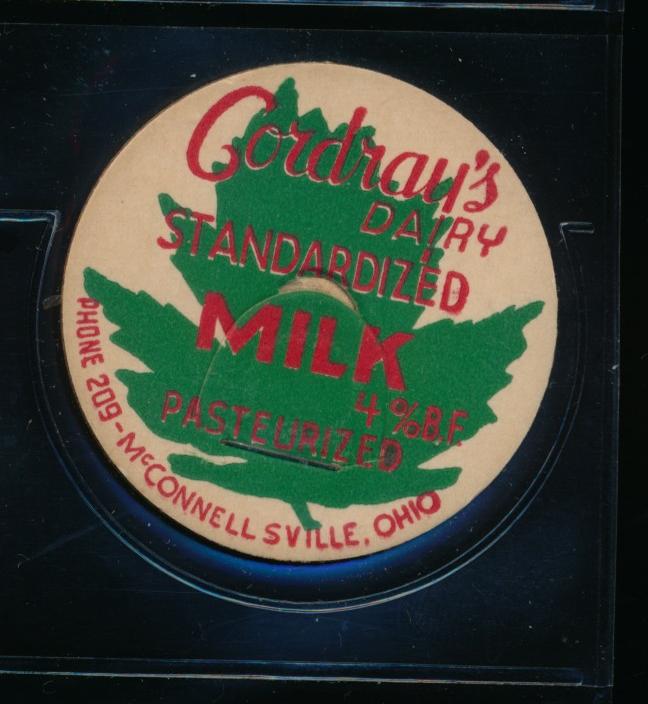 Cordray's
DAIRY
STANDARDIZED
MILK
4% B.F.
PASTEURIZED
PHONE 209-McCONNELLSVILLE, OHIO